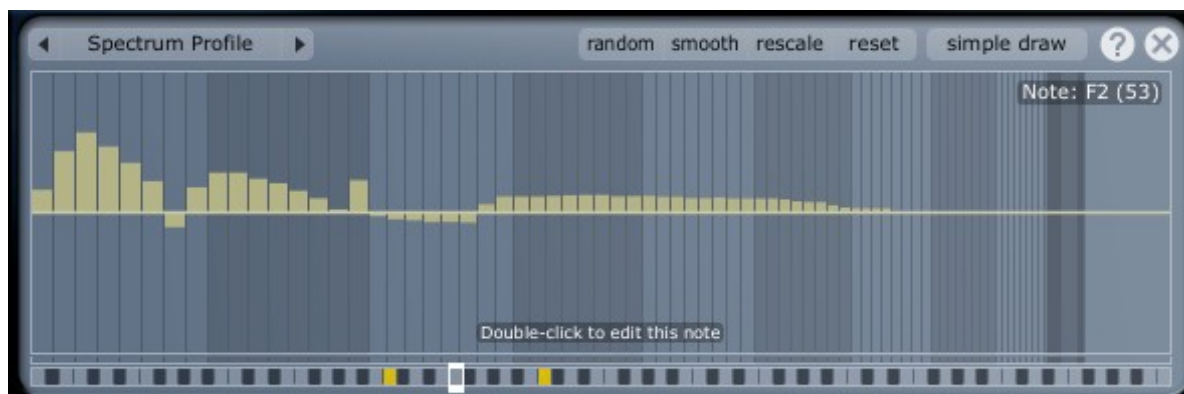 Spectrum Profile random smooth rescale reset simple draw ?
Note: F2 (53)
Double-click to edit this note